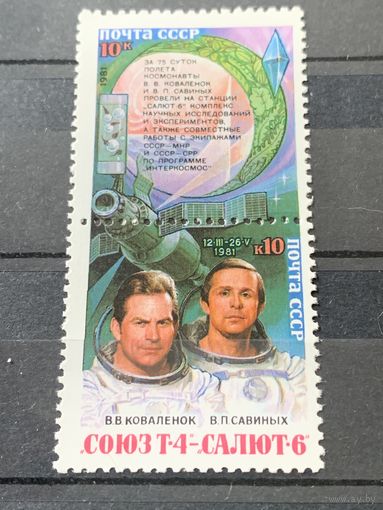 ПОЧТА СССР
10к
1981
ЗА 75 СУТОК
ПОЛЕТА
КОСМОНАВТЫ
В. В. КОВАЛЕНОК
И В. П. САВИНЫХ
ПРОВЕЛИ НА СТАНЦИИ
"САЛЮТ-6" КОМПЛЕКС
НАУЧНЫХ ИССЛЕДОВАНИЙ
И ЭКСПЕРИМЕНТОВ,
А ТАКЖЕ СОВМЕСТНЫЕ
РАБОТЫ С ЭКИПАЖАМИ
СССР—МНР
И СССР—СРР
ПО ПРОГРАММЕ
"ИНТЕРКОСМОС"
12-III-26-V
1981
к10
ПОЧТА СССР
В.В.КОВАЛЕНОК В.П.САВИНЫХ
"СОЮЗ Т-4"—"САЛЮТ-6"
ay.by